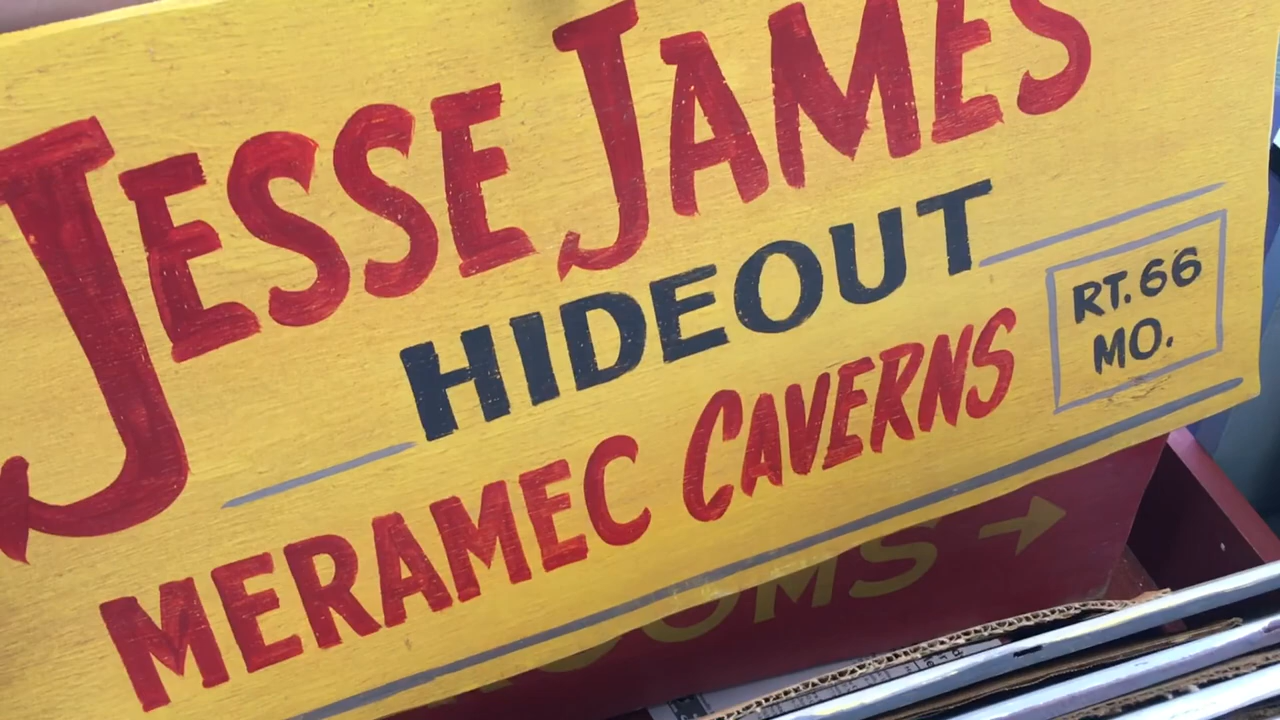 JESSE JAMES
HIDEOUT
MERAMEC CAVERNS
RT. 66
MO.